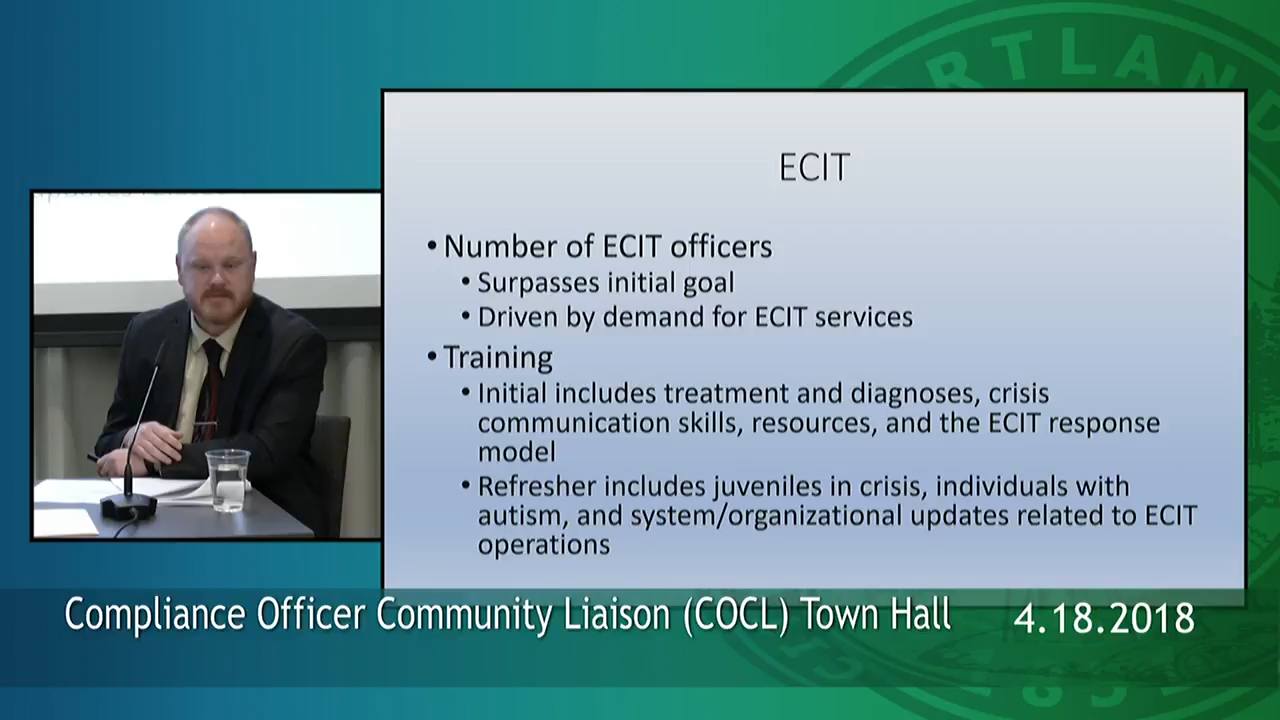 RTLAND
ECIT
• Number of ECIT officers
• Surpasses initial goal
• Driven by demand for ECIT services
• Training
• Initial includes treatment and diagnoses, crisis
communication skills, resources, and the ECIT response
model
• Refresher includes juveniles in crisis, individuals with
autism, and system/organizational updates related to ECIT
operations
Compliance Officer Community Liaison (COCL) Town Hall
4.18.2018